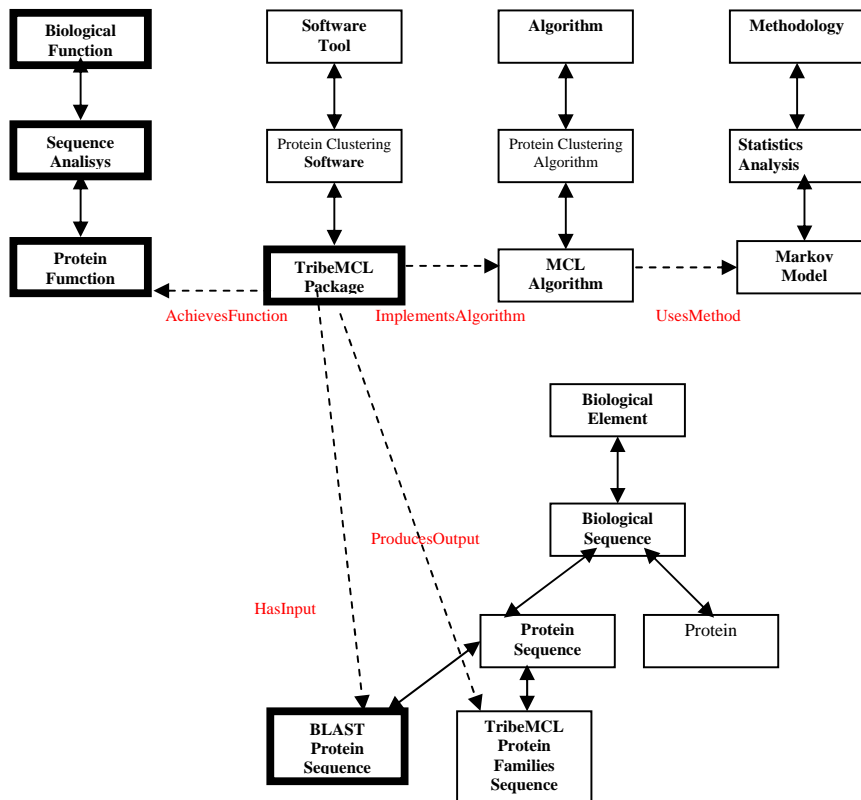 Biological
Function
Software
Tool
Algorithm
Methodology
Sequence
Analisys
Protein Clustering
Software
Protein Clustering
Algorithm
Statistics
Analysis
Protein
Fumction
TribeMCL
Package
MCL
Algorithm
Markov
Model
AchievesFunction
ImplementsAlgorithm
UsesMethod
Biological
Element
Biological
Sequence
ProducesOutput
HasInput
Protein
Sequence
Protein
BLAST
Protein
Sequence
TribeMCL
Protein
Families
Sequence